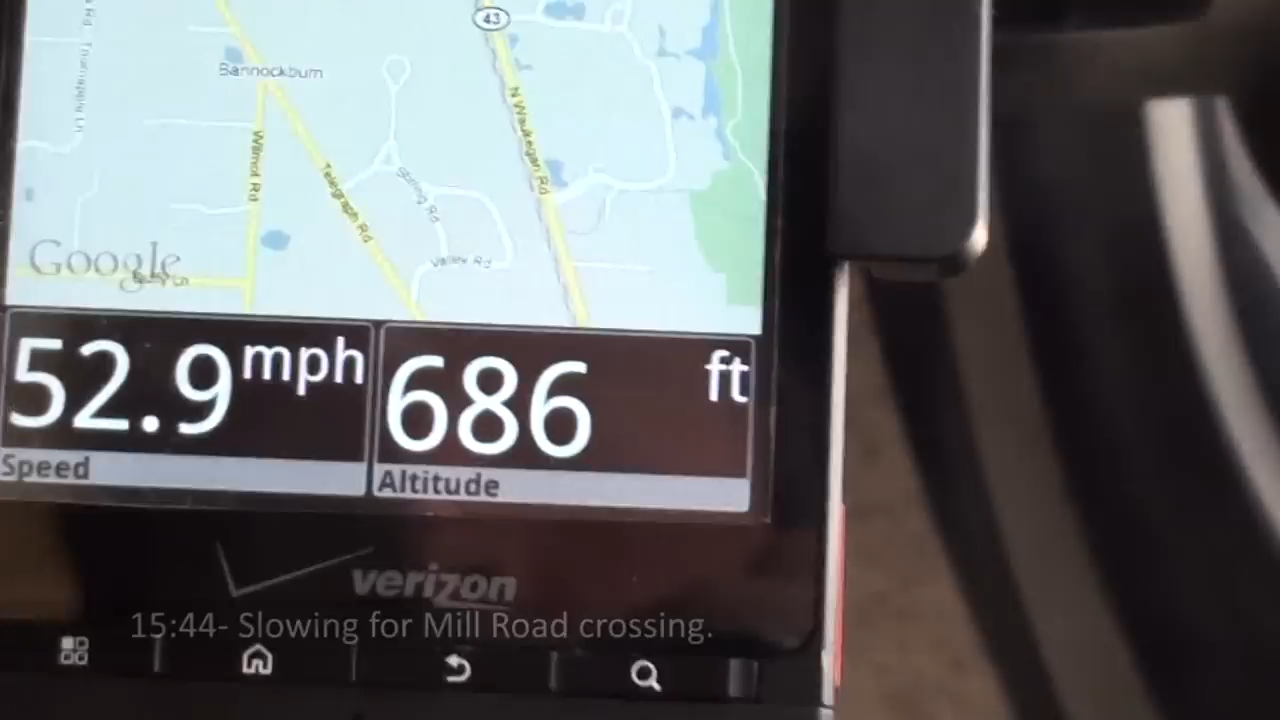 43
Bannockburn
Wilmot Rd
Telegraph Rd
N Waukegan Rd
Valley Rd
Google
52.9 mph
686 ft
Speed
Altitude
verizon
15:44- Slowing for Mill Road crossing.